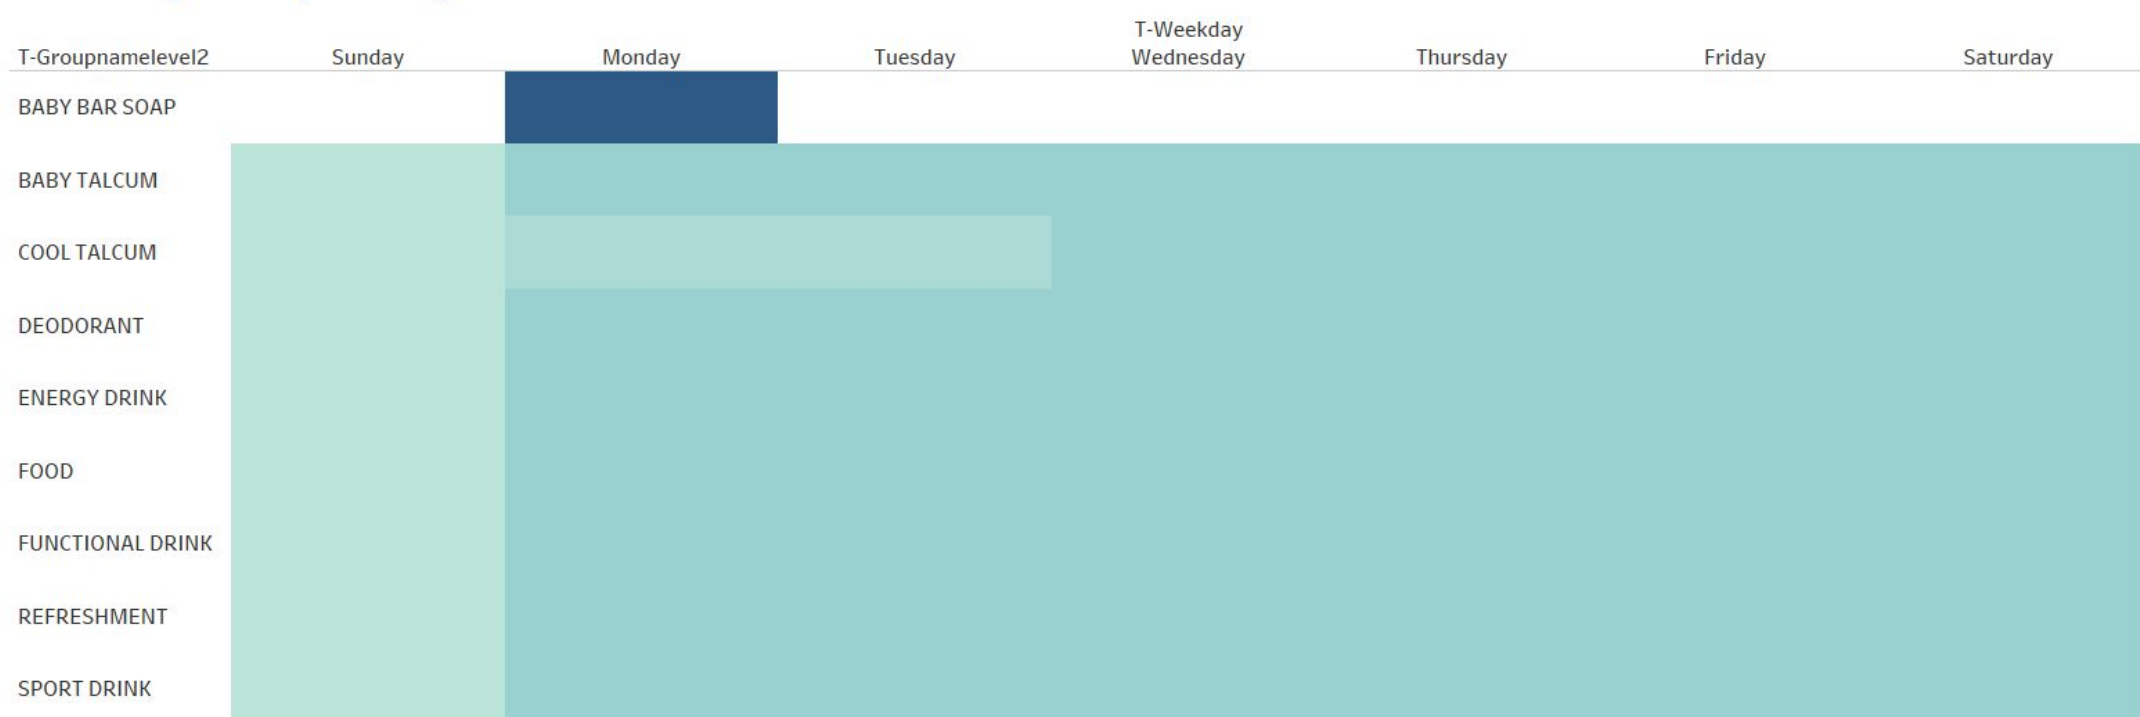 T-Weekday
T-Groupnamelevel2 Sunday Monday Tuesday Wednesday Thursday Friday Saturday
BABY BAR SOAP
BABY TALCUM
COOL TALCUM
DEODORANT
ENERGY DRINK
FOOD
FUNCTIONAL DRINK
REFRESHMENT
SPORT DRINK